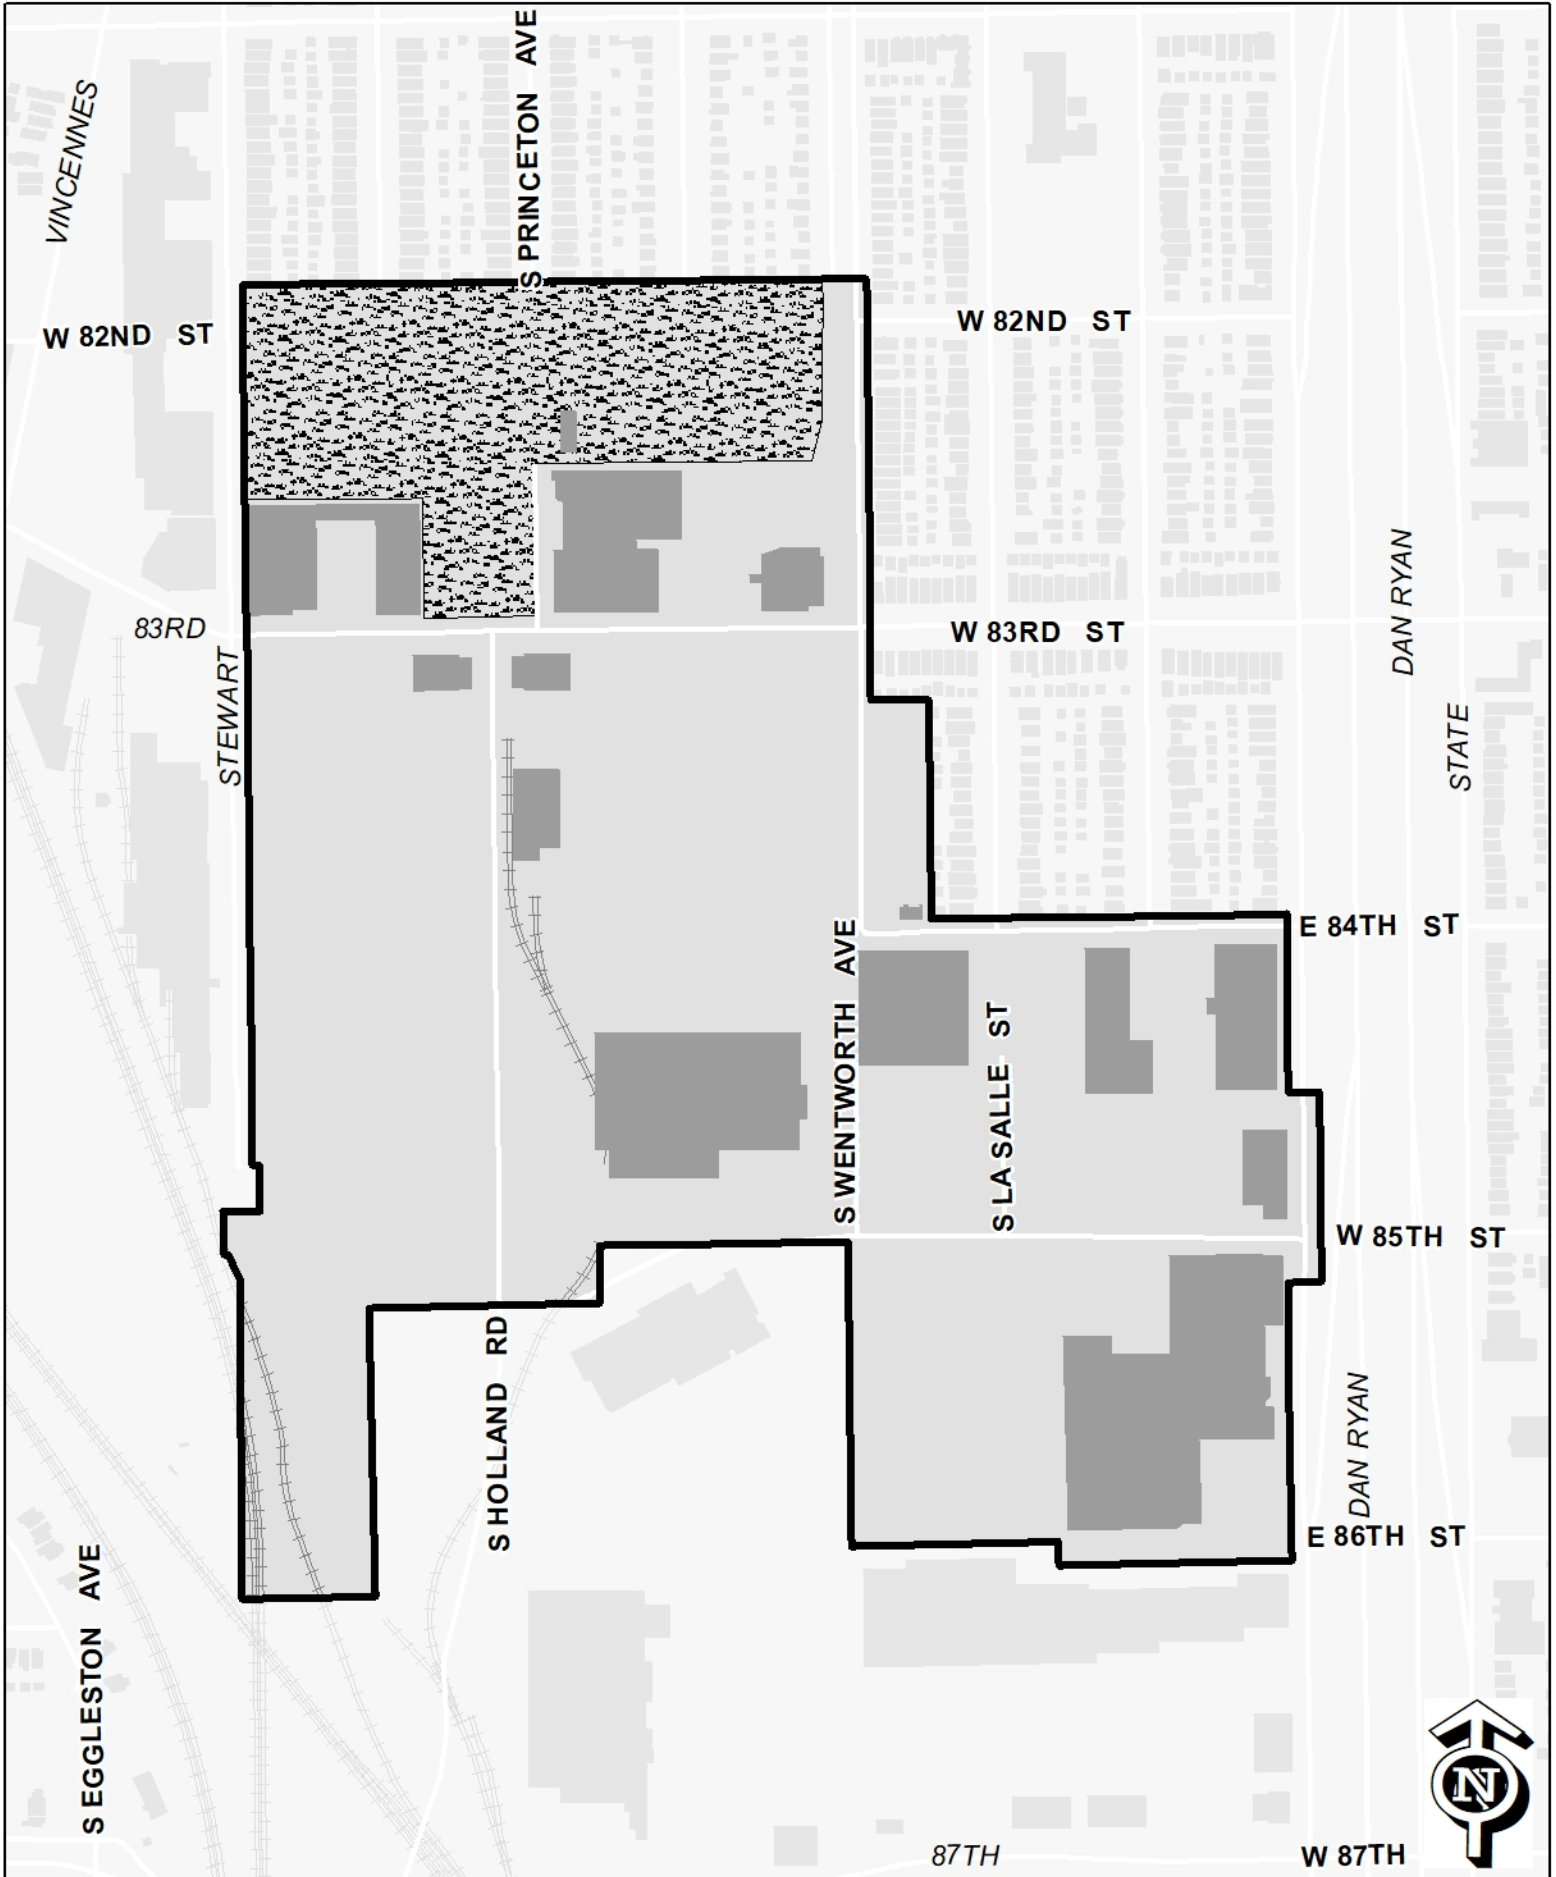 S PRINCETON AVE
VINCENNES
W 82ND ST
W 82ND ST
DAN RYAN
83RD
W 83RD ST
STEWART
STATE
E 84TH ST
S WENTWORTH AVE
S LA SALLE ST
W 85TH ST
S HOLLAND RD
DAN RYAN
E 86TH ST
S EGGLESTON AVE
N
87TH
W 87TH